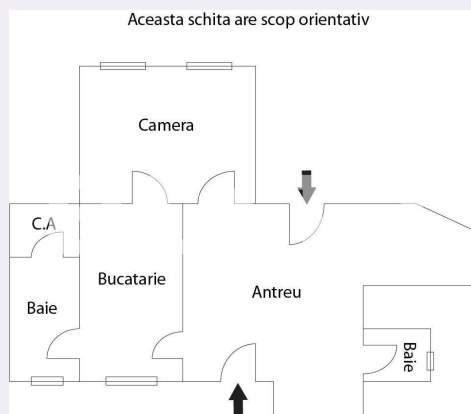 Aceasta schita are scop orientativ
Camera
C.A
Bucatarie
Baie
Antreu
Baie